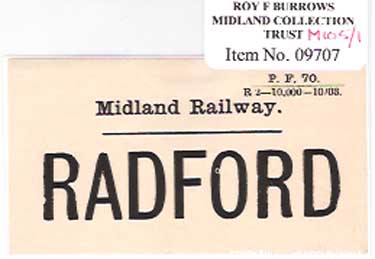 ROY F BURROWS
MIDLAND COLLECTION
TRUST M105/1
Item No. 09707
P. F. 70.
R 2—10,000—10/08.
Midland Railway.
RADFORD